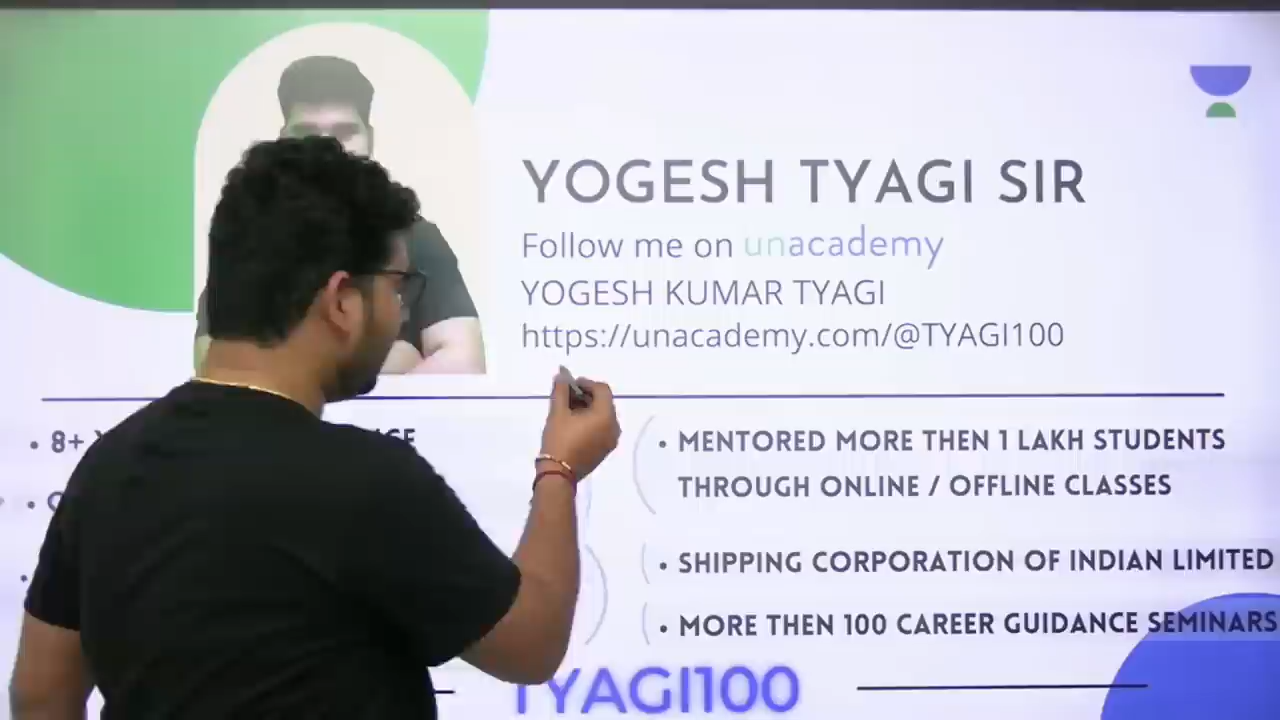 YOGESH TYAGI SIR
Follow me on unacademy
YOGESH KUMAR TYAGI
https://unacademy.com/@TYAGI100
• 8+
• MENTORED MORE THEN 1 LAKH STUDENTS
THROUGH ONLINE / OFFLINE CLASSES
• SHIPPING CORPORATION OF INDIAN LIMITED
• MORE THEN 100 CAREER GUIDANCE SEMINARS
TYAGI100